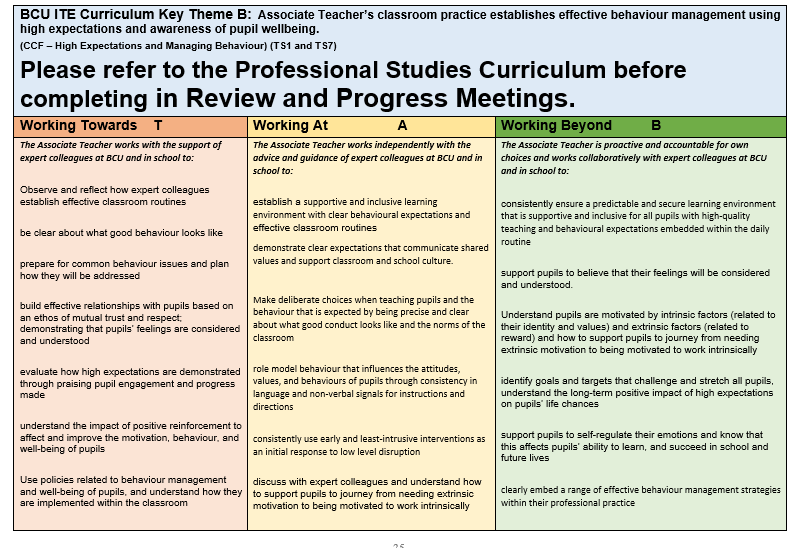 BCU ITE Curriculum Key Theme B: Associate Teacher's classroom practice establishes effective behaviour management using
high expectations and awareness of pupil wellbeing.
(CCF – High Expectations and Managing Behaviour) (TS1 and TS7)
Please refer to the Professional Studies Curriculum before
completing in Review and Progress Meetings.
Working Towards T
The Associate Teacher works with the support of
expert colleagues at BCU and in school to:
Observe and reflect how expert colleagues
establish effective classroom routines
be clear about what good behaviour looks like
prepare for common behaviour issues and plan
how they will be addressed
build effective relationships with pupils based on
an ethos of mutual trust and respect;
demonstrating that pupils' feelings are considered
and understood
evaluate how high expectations are demonstrated
through praising pupil engagement and progress
made
understand the impact of positive reinforcement to
affect and improve the motivation, behaviour, and
well-being of pupils
Use policies related to behaviour management
and well-being of pupils, and understand how they
are implemented within the classroom
Working At A
The Associate Teacher works independently with the
advice and guidance of expert colleagues at BCU and in
school to:
establish a supportive and inclusive learning
environment with clear behavioural expectations and
effective classroom routines
demonstrate clear expectations that communicate shared
values and support classroom and school culture.
Make deliberate choices when teaching pupils and the
behaviour that is expected by being precise and clear
about what good conduct looks like and the norms of the
classroom
role model behaviour that influences the attitudes,
values, and behaviours of pupils through consistency in
language and non-verbal signals for instructions and
directions
consistently use early and least-intrusive interventions as
an initial response to low level disruption
discuss with expert colleagues and understand how
to support pupils to journey from needing extrinsic
motivation to being motivated to work intrinsically
Working Beyond B
The Associate Teacher is proactive and accountable for own
choices and works collaboratively with expert colleagues at BCU
and in school to:
consistently ensure a predictable and secure learning environment
that is supportive and inclusive for all pupils with high-quality
teaching and behavioural expectations embedded within the daily
routine
support pupils to believe that their feelings will be considered
and understood.
Understand pupils are motivated by intrinsic factors (related to
their identity and values) and extrinsic factors (related to
reward) and how to support pupils to journey from needing
extrinsic motivation to being motivated to work intrinsically
identify goals and targets that challenge and stretch all pupils,
understand the long-term positive impact of high expectations
on pupils' life chances
support pupils to self-regulate their emotions and know that
this affects pupils' ability to learn, and succeed in school and
future lives
clearly embed a range of effective behaviour management strategies
within their professional practice